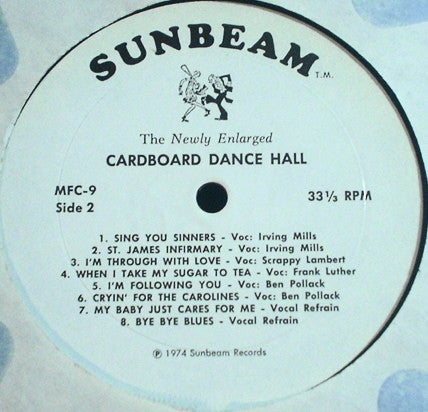 SUNBEAM
T.M.
The Newly Enlarged
CARDBOARD DANCE HALL
MFC-9
33 1/3 RPM
Side 2
1. SING YOU SINNERS - Voc: Irving Mills
2. ST. JAMES INFIRMARY - Voc: Irving Mills
3. I'M THROUGH WITH LOVE - Voc: Scrappy Lambert
4. WHEN I TAKE MY SUGAR TO TEA - Voc: Frank Luther
5. I'M FOLLOWING YOU - Voc: Ben Pollack
6. CRYIN' FOR THE CAROLINES - Voc: Ben Pollack
7. MY BABY JUST CARES FOR ME - Vocal Refrain
8. BYE BYE BLUES - Vocal Refrain
℗ 1974 Sunbeam Records